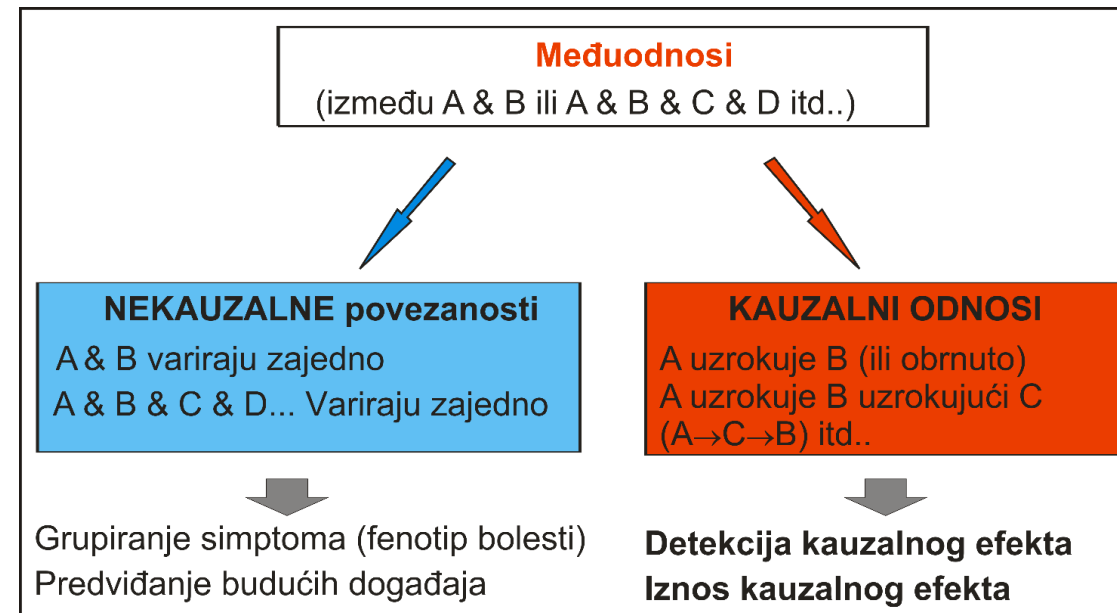 Međuodnosi
(između A & B ili A & B & C & D itd..)
NEKAUZALNE povezanosti
A & B variraju zajedno
A & B & C & D... Variraju zajedno
KAUZALNI ODNOSI
A uzrokuje B (ili obrnuto)
A uzrokuje B uzrokujući C
(A→C→B) itd..
Grupiranje simptoma (fenotip bolesti)
Predviđanje budućih događaja
Detekcija kauzalnog efekta
Iznos kauzalnog efekta